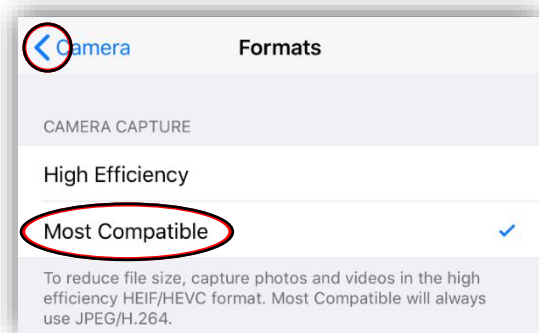 Camera Formats
CAMERA CAPTURE
High Efficiency
Most Compatible
To reduce file size, capture photos and videos in the high
efficiency HEIF/HEVC format. Most Compatible will always
use JPEG/H.264.